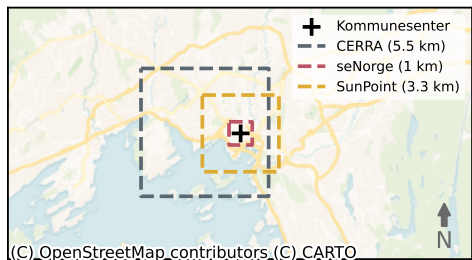 Kommunesenter
CERRA (5.5 km)
seNorge (1 km)
SunPoint (3.3 km)
N
(C) OpenStreetMap contributors (C) CARTO